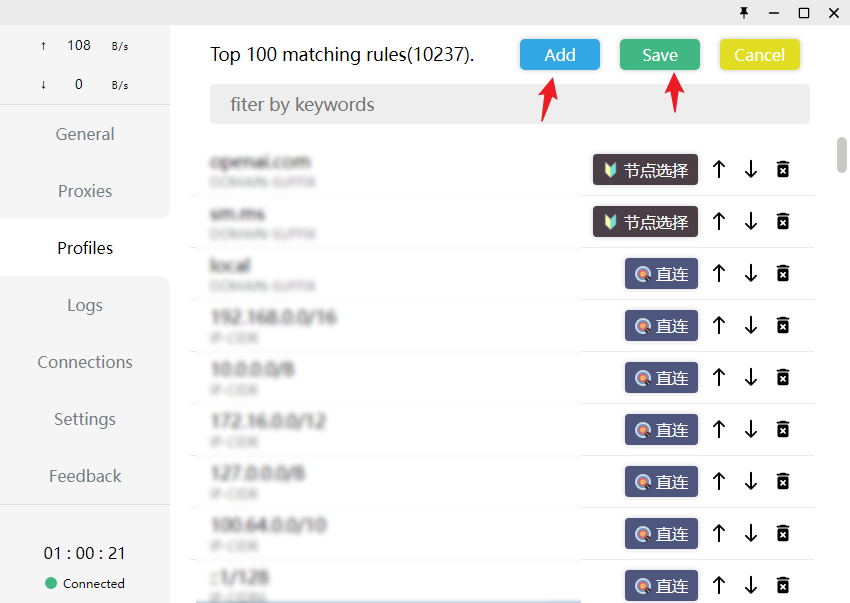 ↑ 108 B/s
↓ 0 B/s
General
Proxies
Profiles
Logs
Connections
Settings
Feedback
01 : 00 : 21
Connected
Top 100 matching rules(10237).
Add
Save
Cancel
fiter by keywords
openai.com
DOMAIN-SUFFIX
节点选择
sm.ms
DOMAIN-SUFFIX
节点选择
local
DOMAIN-SUFFIX
直连
192.168.0.0/16
IP-CIDR
直连
10.0.0.0/8
IP-CIDR
直连
172.16.0.0/12
IP-CIDR
直连
127.0.0.0/8
IP-CIDR
直连
100.64.0.0/10
IP-CIDR
直连
::1/128
IP-CIDR6
直连